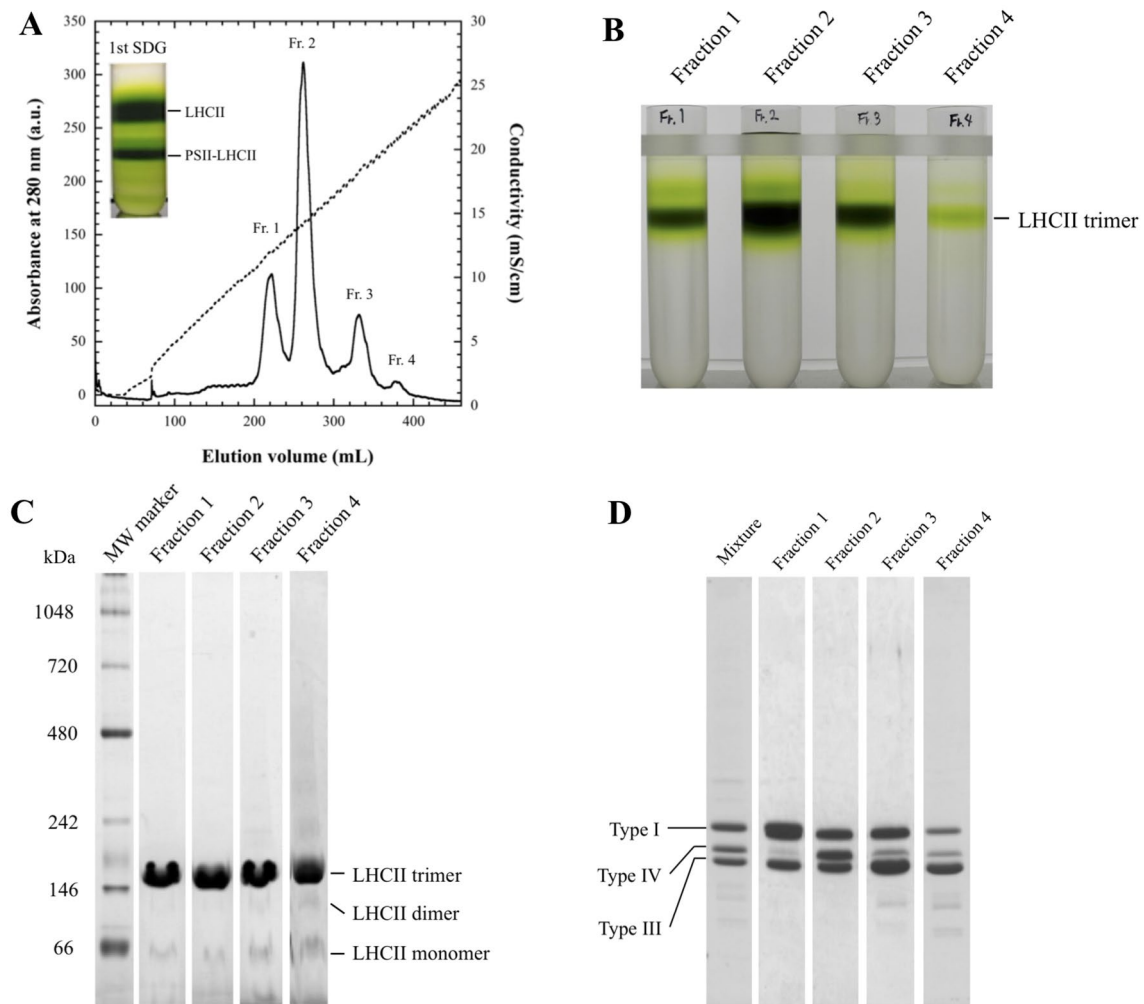 A
1st SDG
LHCII
PSII-LHCII
Fr. 1
Fr. 2
Fr. 3
Fr. 4
350
300
250
200
150
100
50
0
Absorbance at 280 nm (a.u.)
30
25
20
15
10
5
0
Conductivity (mS/cm)
0
100
200
300
400
Elution volume (mL)
B
Fraction 1
Fraction 2
Fraction 3
Fraction 4
Fr.1
Fr.2
Fr.3
Fr.4
LHCII trimer
C
kDa
MW marker
Fraction 1
Fraction 2
Fraction 3
Fraction 4
1048
720
480
242
146
66
LHCII trimer
LHCII dimer
LHCII monomer
D
Mixture
Fraction 1
Fraction 2
Fraction 3
Fraction 4
Type I
Type IV
Type III